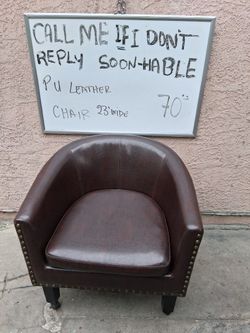 CALL ME IF I DON'T
REPLY SOON-HABLE
PU LEATHER
CHAIR 23" WIDE 70